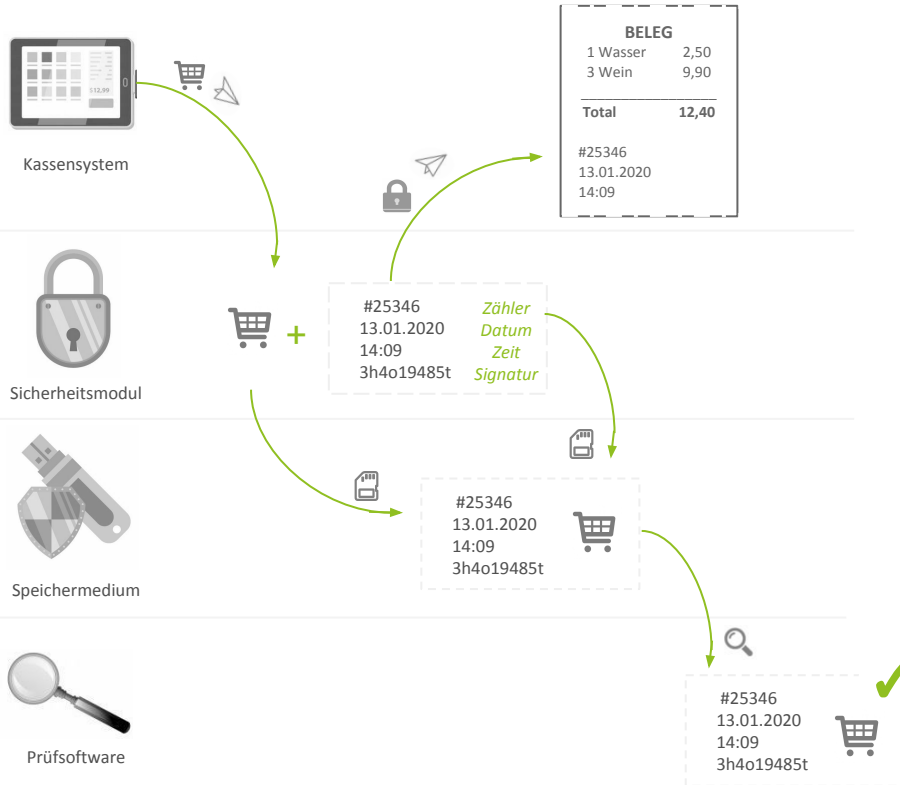 BELEG
1 Wasser 2,50
3 Wein 9,90
Total 12,40
#25346
13.01.2020
14:09
$12.99
Kassensystem
#25346 Zähler
13.01.2020 Datum
14:09 Zeit
3h4o19485t Signatur
+
Sicherheitsmodul
#25346
13.01.2020
14:09
3h4o19485t
Speichermedium
#25346
13.01.2020
14:09
3h4o19485t
Prüfsoftware